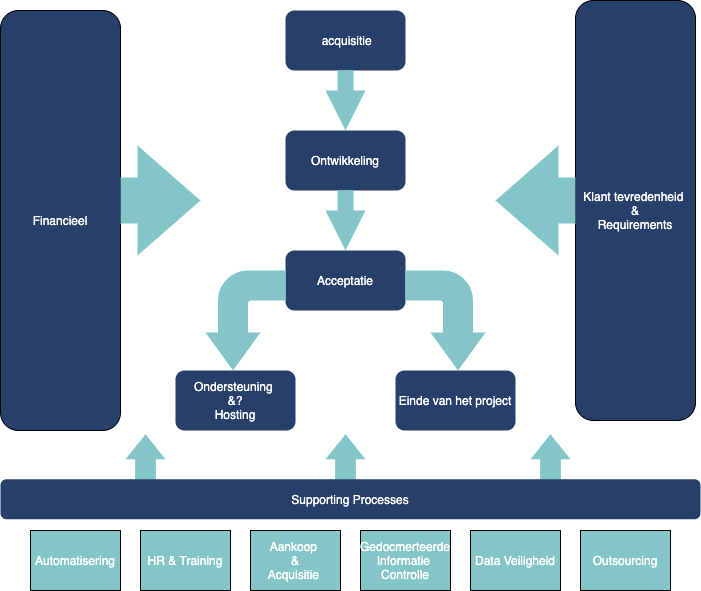 acquisitie
Ontwikkeling
Financieel
Klant tevredenheid
&
Requirements
Acceptatie
Ondersteuning
&?
Hosting
Einde van het project
Supporting Processes
Automatisering
HR & Training
Aankoop
&
Acquisitie
Gedocmerteerde
Informatie
Controlle
Data Veiligheid
Outsourcing